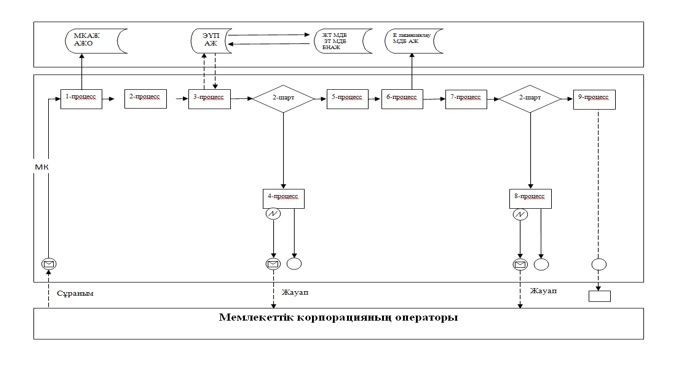 МКАЖ
АЖО
ЭҮП
АЖ
ЖТ МДБ
ЗТ МДБ
БНАЖ
Е лицензиялау
МДБ АЖ
1-процесс
2-процесс
3-процесс
2-шарт
5-процесс
6-процесс
7-процесс
2-шарт
9-процесс
МК
4-процесс
8-процесс
Сұраным
Жауап
Жауап
Мемлекеттік корпорацияның операторы